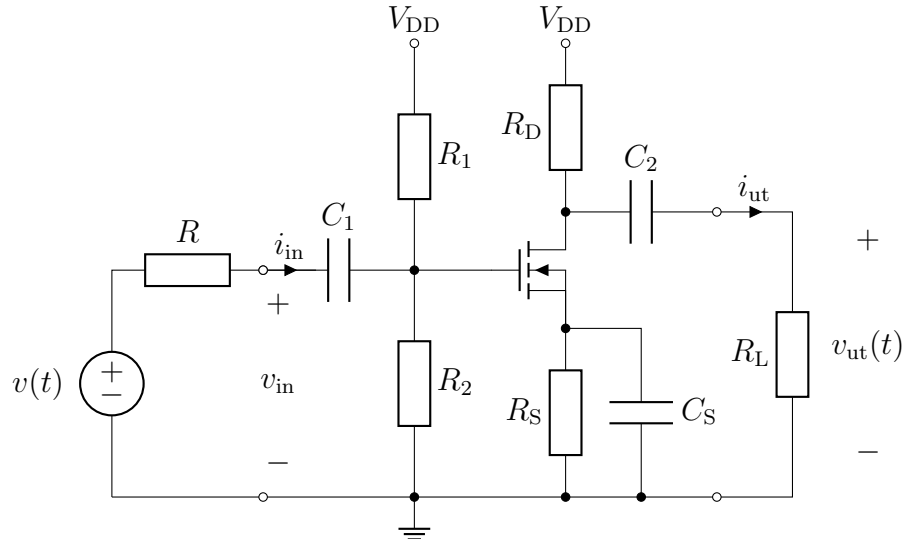 V_DD V_DD
R_D
R_1
C_2
i_ut
C_1
R
i_in
+
+
+
−
v(t)
v_in
R_2
R_S
C_S
R_L
v_ut(t)
−
−